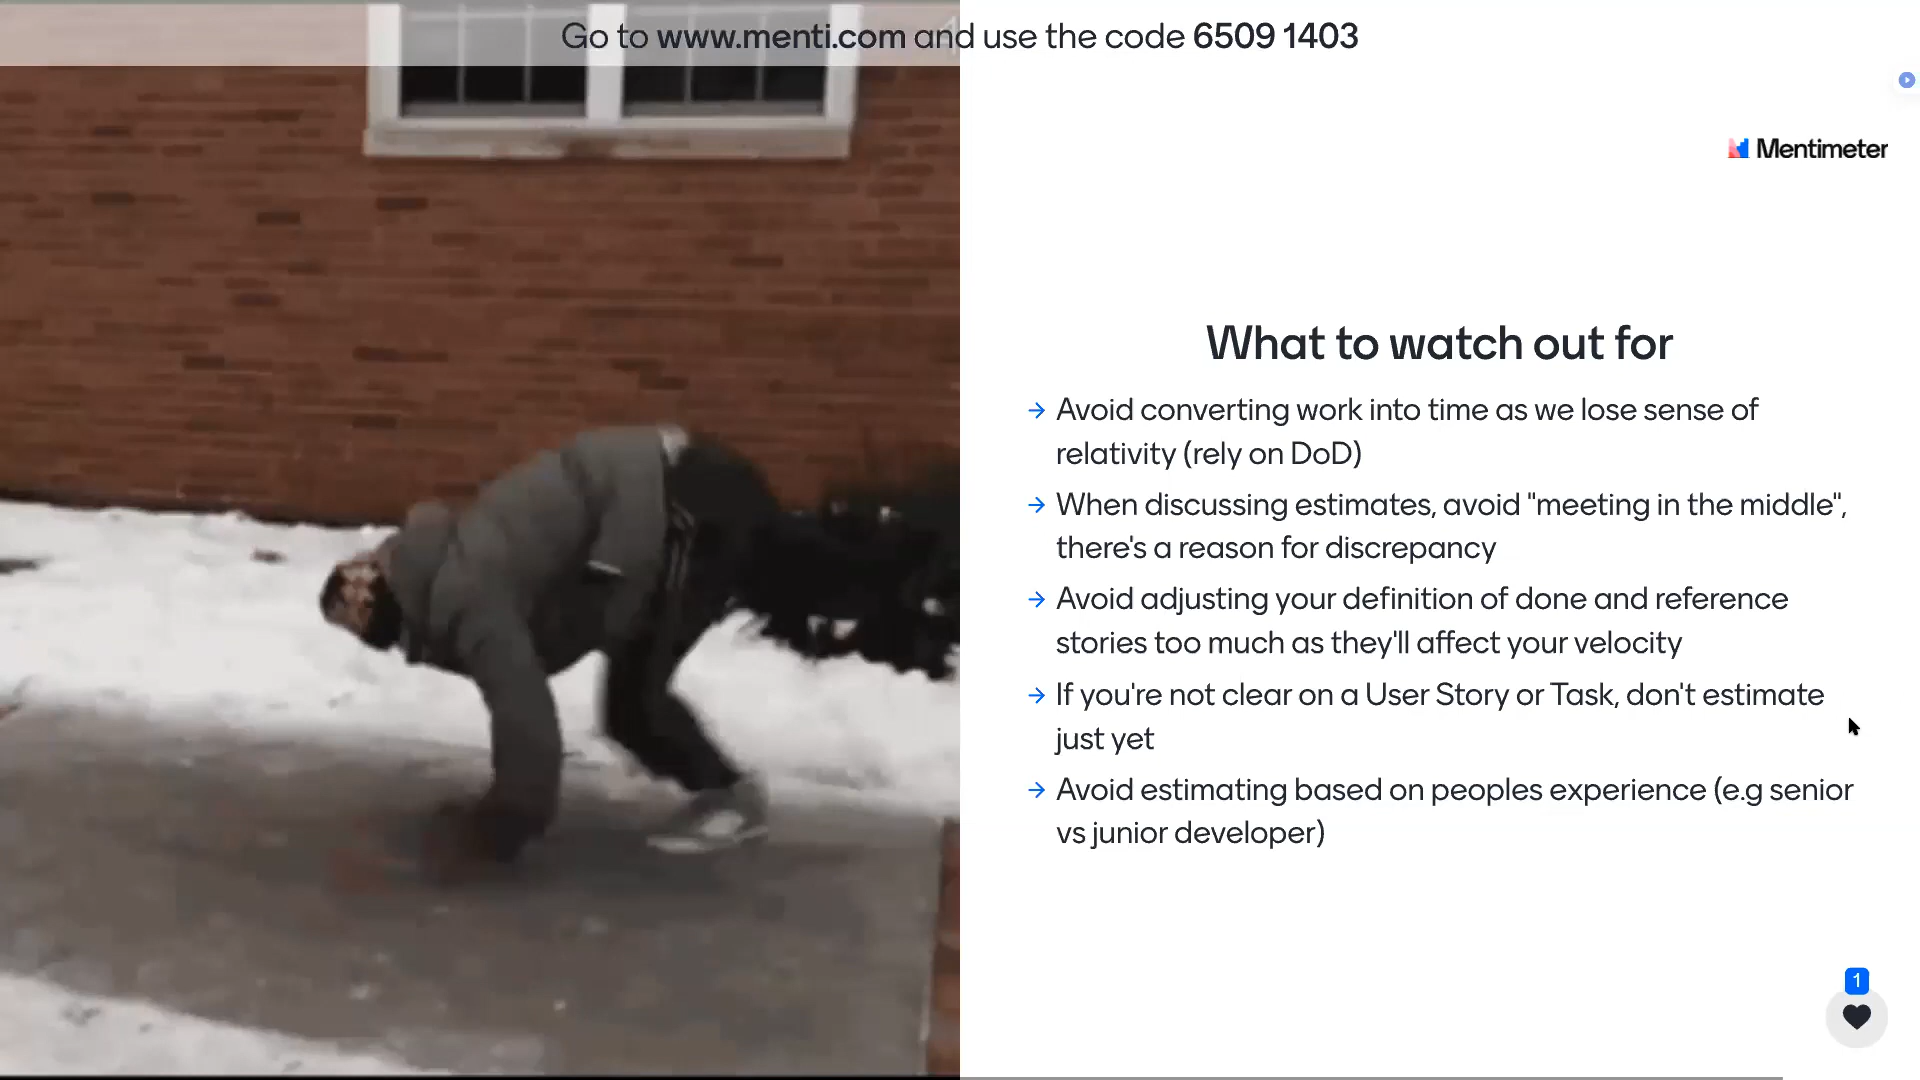 Go to www.menti.com and use the code 6509 1403
Mentimeter
What to watch out for
→ Avoid converting work into time as we lose sense of
relativity (rely on DoD)
→ When discussing estimates, avoid "meeting in the middle",
there's a reason for discrepancy
→ Avoid adjusting your definition of done and reference
stories too much as they'll affect your velocity
→ If you're not clear on a User Story or Task, don't estimate
just yet
→ Avoid estimating based on peoples experience (e.g senior
vs junior developer)
1